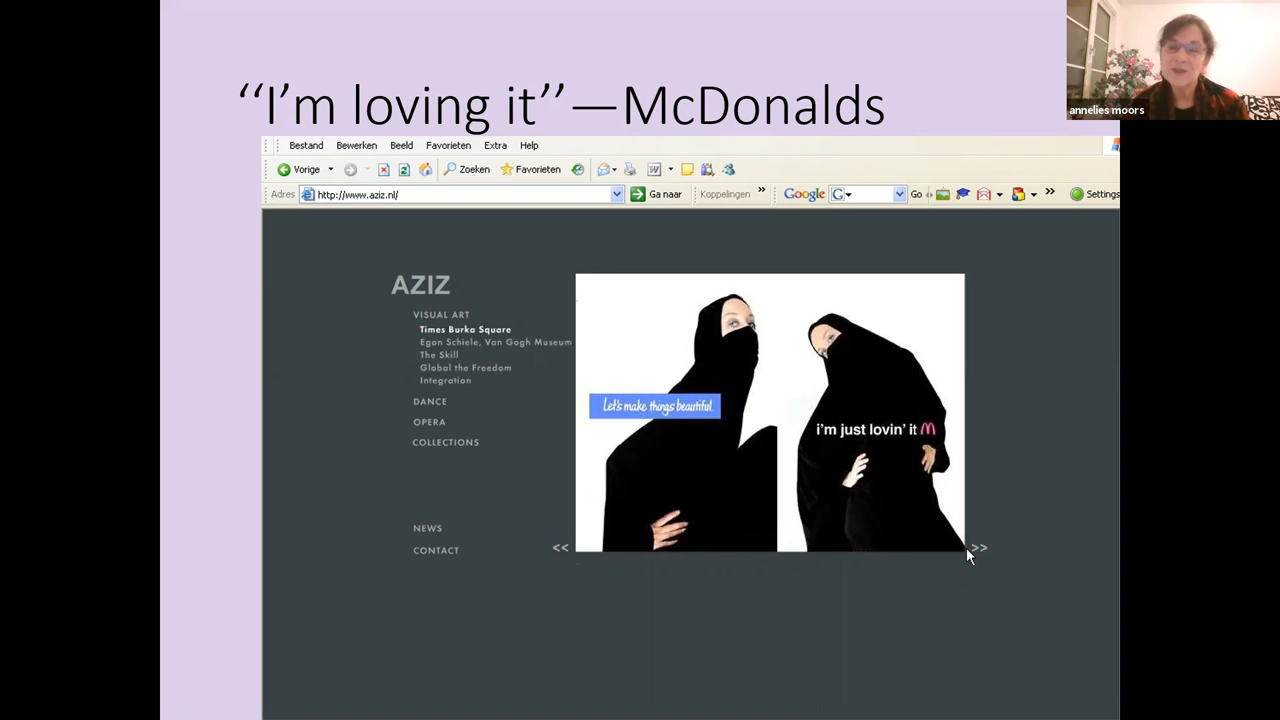 ‘‘I’m loving it’’—McDonalds
annelies moors
Bestand Bewerken Beeld Favorieten Extra Help
Vorige Zoeken Favorieten
Adres http://www.aziz.nl/ Ga naar Koppelingen » Google G Go » Settings
AZIZ
VISUAL ART
Times Burka Square
Egon Schiele, Van Gogh Museum
The Skill
Global the Freedom
Integration
DANCE
OPERA
COLLECTIONS
NEWS
CONTACT
Let's make things beautiful.
i'm just lovin' it
<< >>